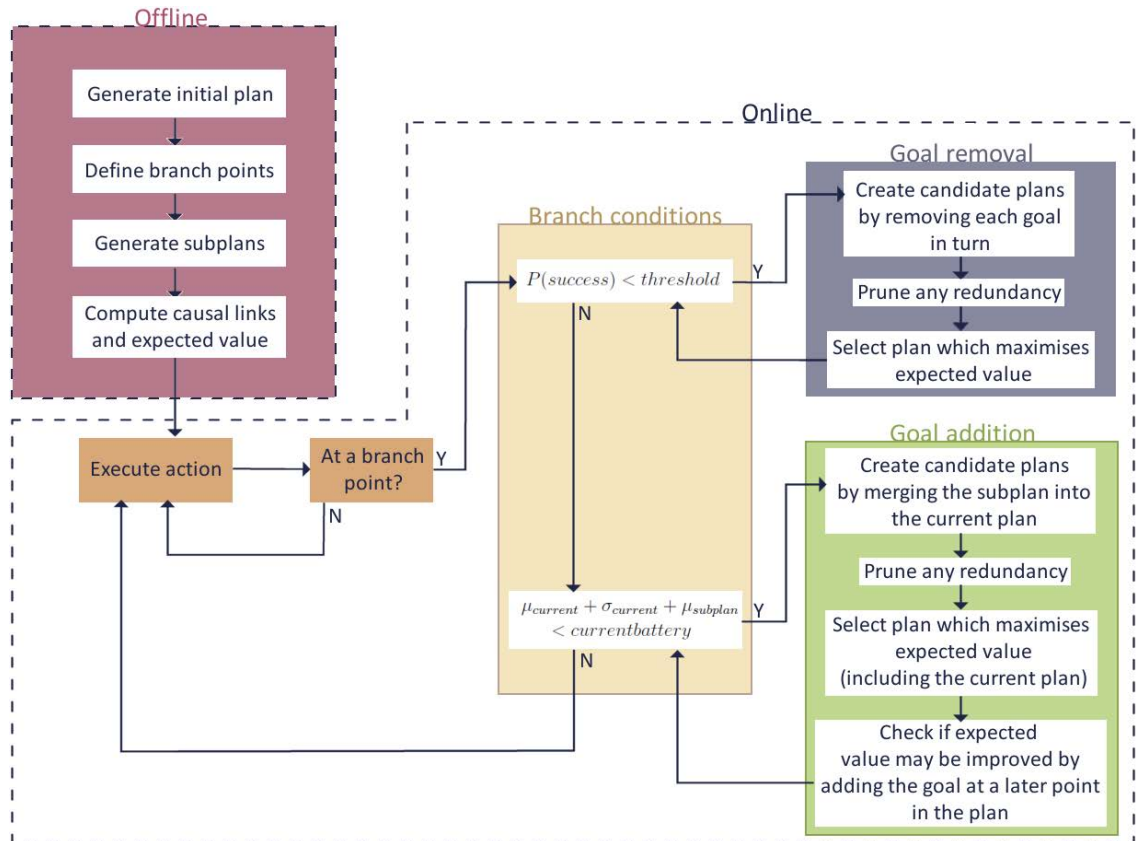 Offline
Generate initial plan
Define branch points
Generate subplans
Compute causal links
and expected value
Online
Execute action
At a branch
point?
Y
N
Branch conditions
P(success) < threshold
Y
N
μ_current + σ_current + μ_subplan
< currentbattery
Y
N
Goal removal
Create candidate plans
by removing each goal
in turn
Prune any redundancy
Select plan which maximises
expected value
Goal addition
Create candidate plans
by merging the subplan into
the current plan
Prune any redundancy
Select plan which maximises
expected value
(including the current plan)
Check if expected
value may be improved by
adding the goal at a later point
in the plan